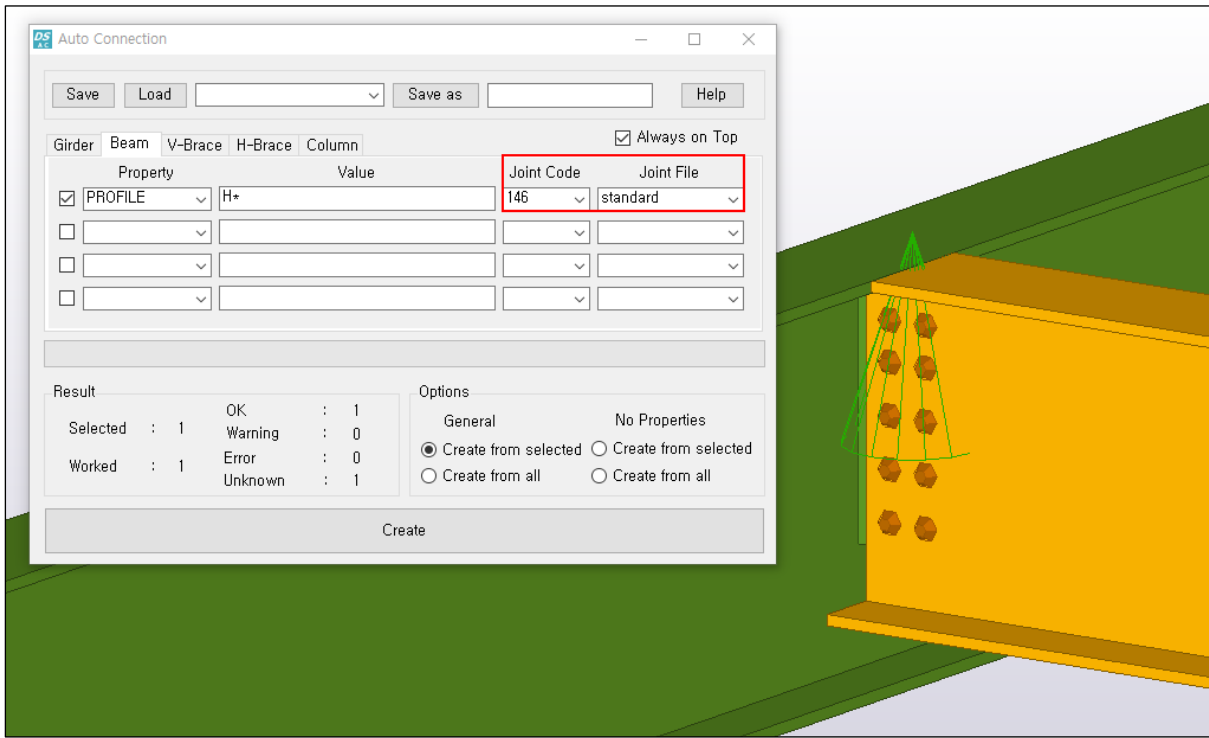 DS AC Auto Connection
Save Load Save as Help
Girder Beam V-Brace H-Brace Column Always on Top
Property Value Joint Code Joint File
PROFILE H* 146 standard
Result Options
OK : 1 General No Properties
Selected : 1 Warning : 0 Create from selected Create from selected
Worked : 1 Error : 0 Create from all Create from all
Unknown : 1
Create